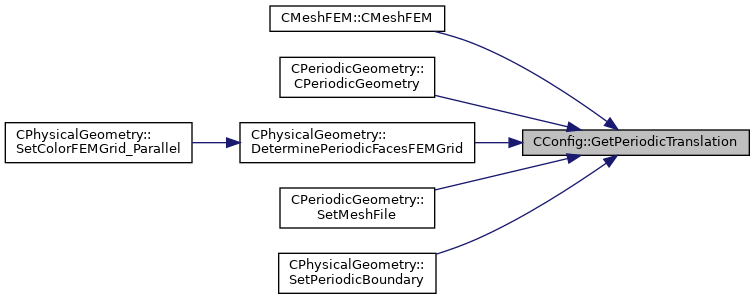 CMeshFEM::CMeshFEM
CPeriodicGeometry::
CPeriodicGeometry
CPhysicalGeometry::
SetColorFEMGrid_Parallel
CPhysicalGeometry::
DeterminePeriodicFacesFEMGrid
CConfig::GetPeriodicTranslation
CPeriodicGeometry::
SetMeshFile
CPhysicalGeometry::
SetPeriodicBoundary